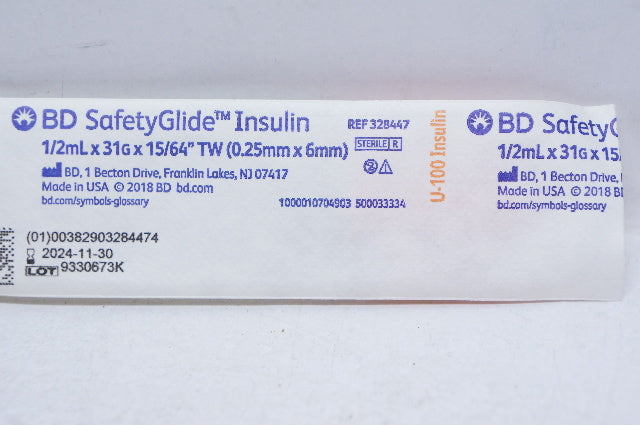 BD SafetyGlide™ Insulin REF 328447
1/2mL x 31G x 15/64" TW (0.25mm x 6mm) STERILE R
BD, 1 Becton Drive, Franklin Lakes, NJ 07417
Made in USA © 2018 BD bd.com
bd.com/symbols-glossary 1000010704903 500033334
U-100 Insulin
(01)00382903284474
2024-11-30
LOT 9330673K
BD SafetyG
1/2mL x 31G x 15/
BD, 1 Becton Drive,
Made in USA © 2018 B
bd.com/symbols-glossary